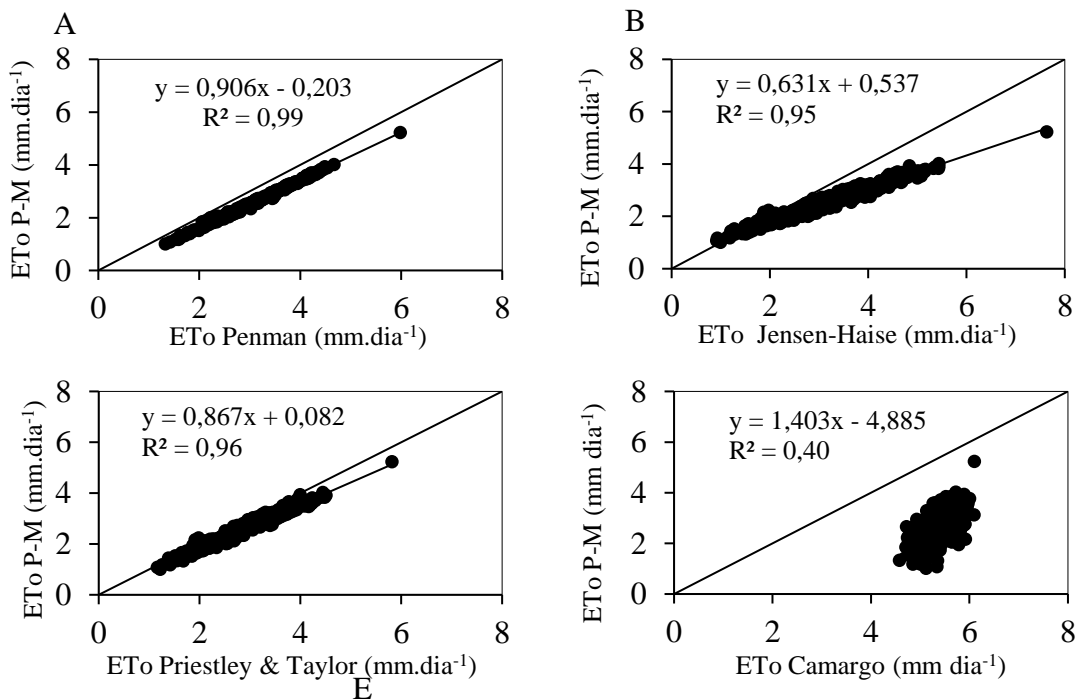 A
8
6
4
2
0
ETo P-M (mm.dia⁻¹)
y = 0,906x - 0,203
R² = 0,99
0 2 4 6 8
ETo Penman (mm.dia⁻¹)
B
8
6
4
2
0
ETo P-M (mm.dia⁻¹)
y = 0,631x + 0,537
R² = 0,95
0 2 4 6 8
ETo Jensen-Haise (mm.dia⁻¹)
8
6
4
2
0
ETo P-M (mm.dia⁻¹)
y = 0,867x + 0,082
R² = 0,96
0 2 4 6 8
ETo Priestley & Taylor (mm.dia⁻¹)
E
8
6
4
2
0
ETo P-M (mm dia⁻¹)
y = 1,403x - 4,885
R² = 0,40
0 2 4 6 8
ETo Camargo (mm dia⁻¹)